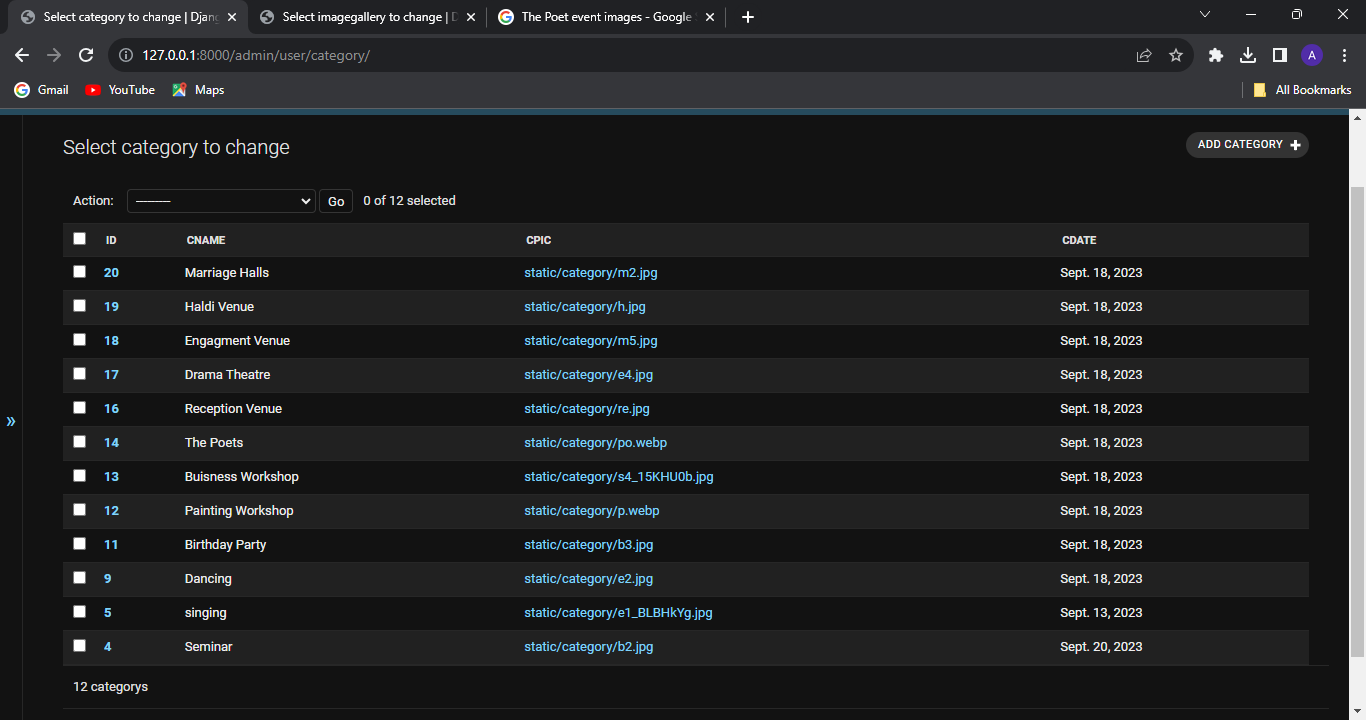 Select category to change | Djan
Select imagegallery to change | D
The Poet event images - Google
127.0.0.1:8000/admin/user/category/
A
Gmail
YouTube
Maps
All Bookmarks
Select category to change
ADD CATEGORY +
Action: --------- Go 0 of 12 selected
ID CNAME CPIC CDATE
20 Marriage Halls static/category/m2.jpg Sept. 18, 2023
19 Haldi Venue static/category/h.jpg Sept. 18, 2023
18 Engagment Venue static/category/m5.jpg Sept. 18, 2023
17 Drama Theatre static/category/e4.jpg Sept. 18, 2023
16 Reception Venue static/category/re.jpg Sept. 18, 2023
14 The Poets static/category/po.webp Sept. 18, 2023
13 Buisness Workshop static/category/s4_15KHU0b.jpg Sept. 18, 2023
12 Painting Workshop static/category/p.webp Sept. 18, 2023
11 Birthday Party static/category/b3.jpg Sept. 18, 2023
9 Dancing static/category/e2.jpg Sept. 18, 2023
5 singing static/category/e1_BLBHkYg.jpg Sept. 13, 2023
4 Seminar static/category/b2.jpg Sept. 20, 2023
12 categorys